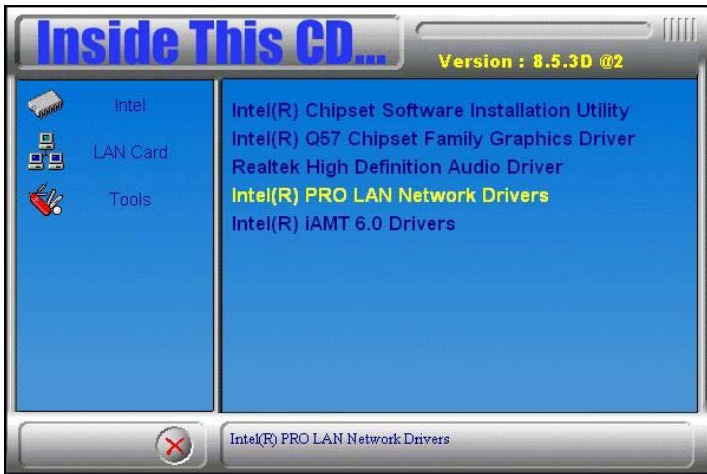 Inside This CD...
Version : 8.5.3D @2
Intel
LAN Card
Tools
Intel(R) Chipset Software Installation Utility
Intel(R) Q57 Chipset Family Graphics Driver
Realtek High Definition Audio Driver
Intel(R) PRO LAN Network Drivers
Intel(R) iAMT 6.0 Drivers
Intel(R) PRO LAN Network Drivers